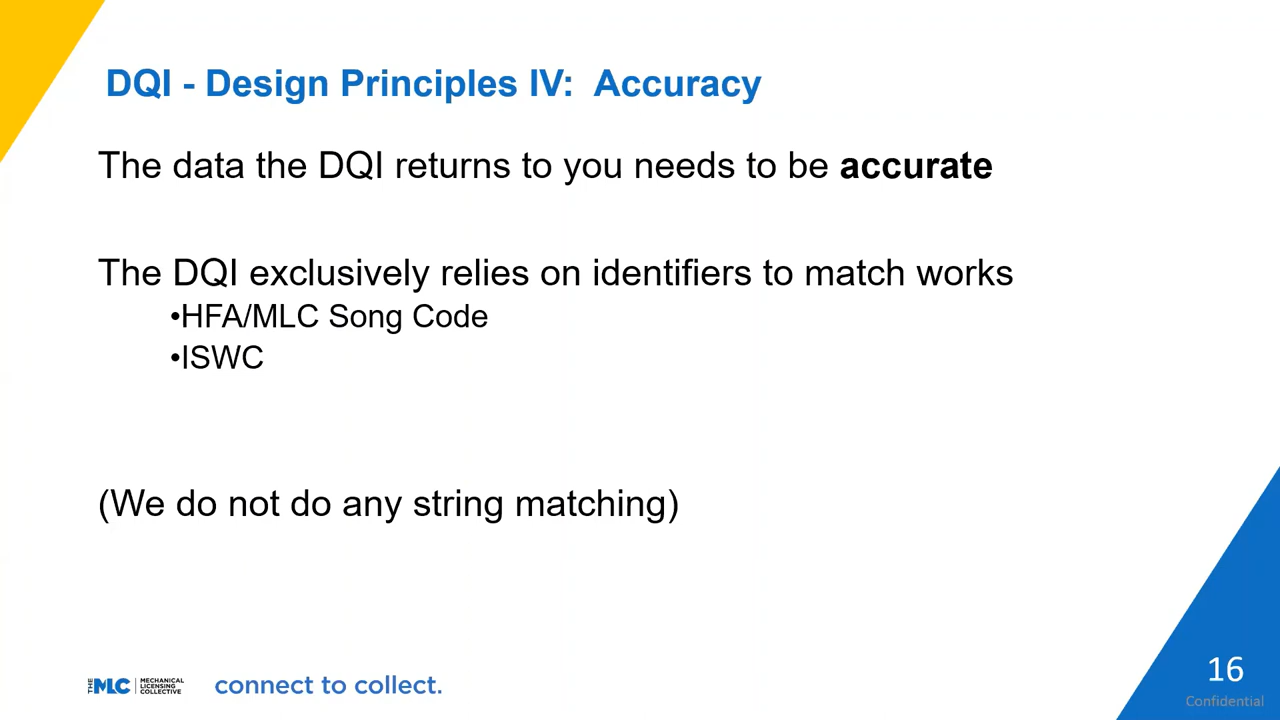 DQI - Design Principles IV:  Accuracy
The data the DQI returns to you needs to be accurate
The DQI exclusively relies on identifiers to match works
•HFA/MLC Song Code
•ISWC
(We do not do any string matching)
THE MLC
MECHANICAL
LICENSING
COLLECTIVE
connect to collect.
16
Confidential